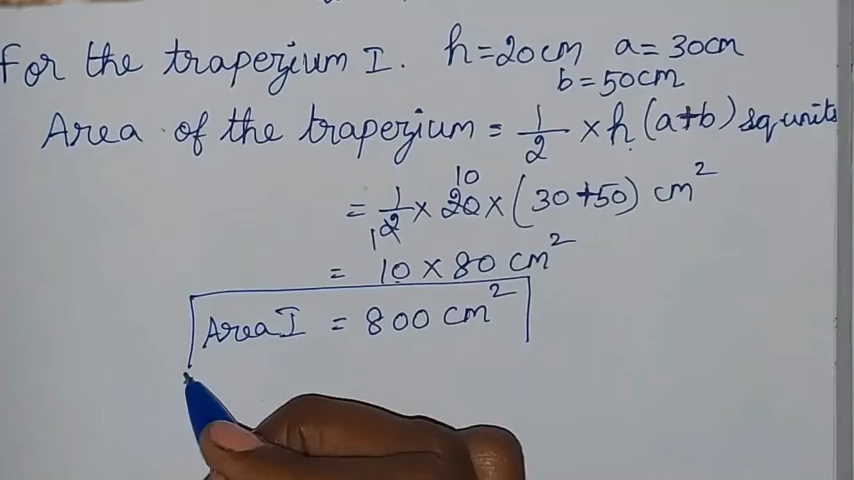 For the trapezium I. h=20cm a=30cm
b=50cm
Area of the trapezium = 1/2 × h (a+b) sq units
= 1/2 × 20 × (30+50) cm²
10
1
= 10 × 80 cm²
Area I = 800 cm²